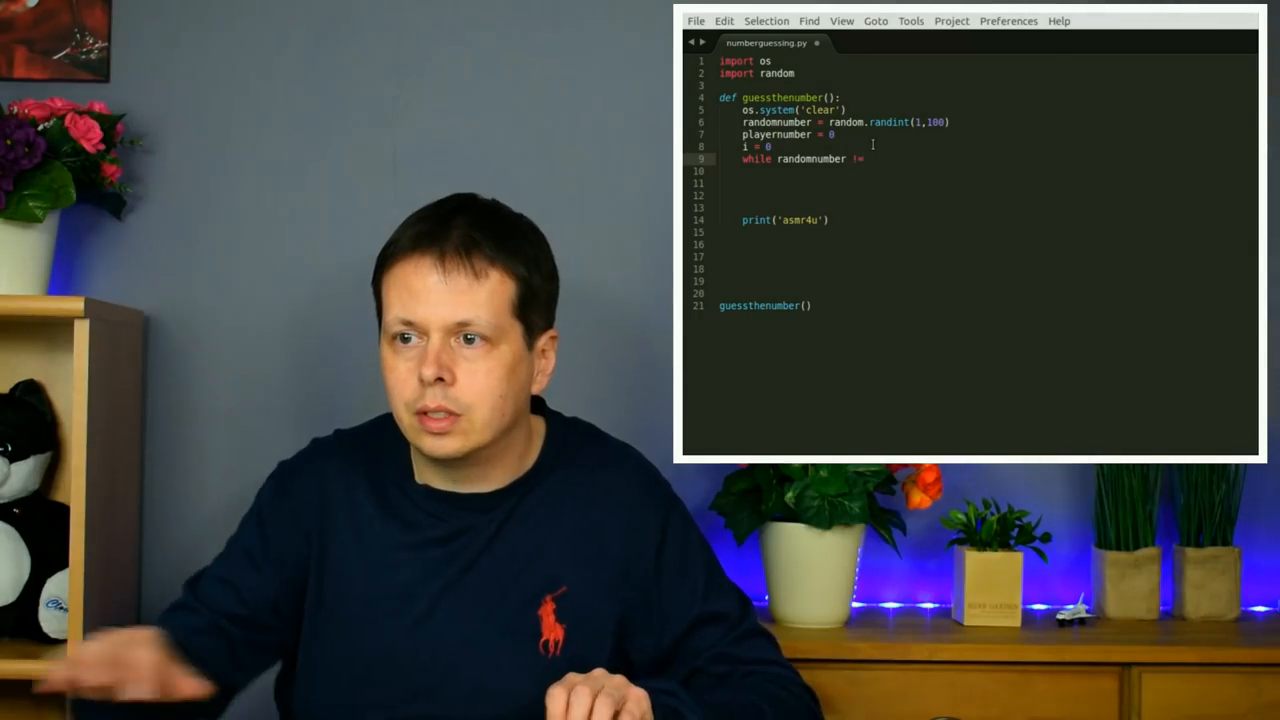 File Edit Selection Find View Goto Tools Project Preferences Help
numberguessing.py
1 import os
2 import random
3
4 def guessthenumber():
5 os.system('clear')
6 randomnumber = random.randint(1,100)
7 playernumber = 0
8 i = 0
9 while randomnumber !=
10
11
12
13
14 print('asmr4u')
15
16
17
18
19
20
21 guessthenumber()
HERB GARDEN